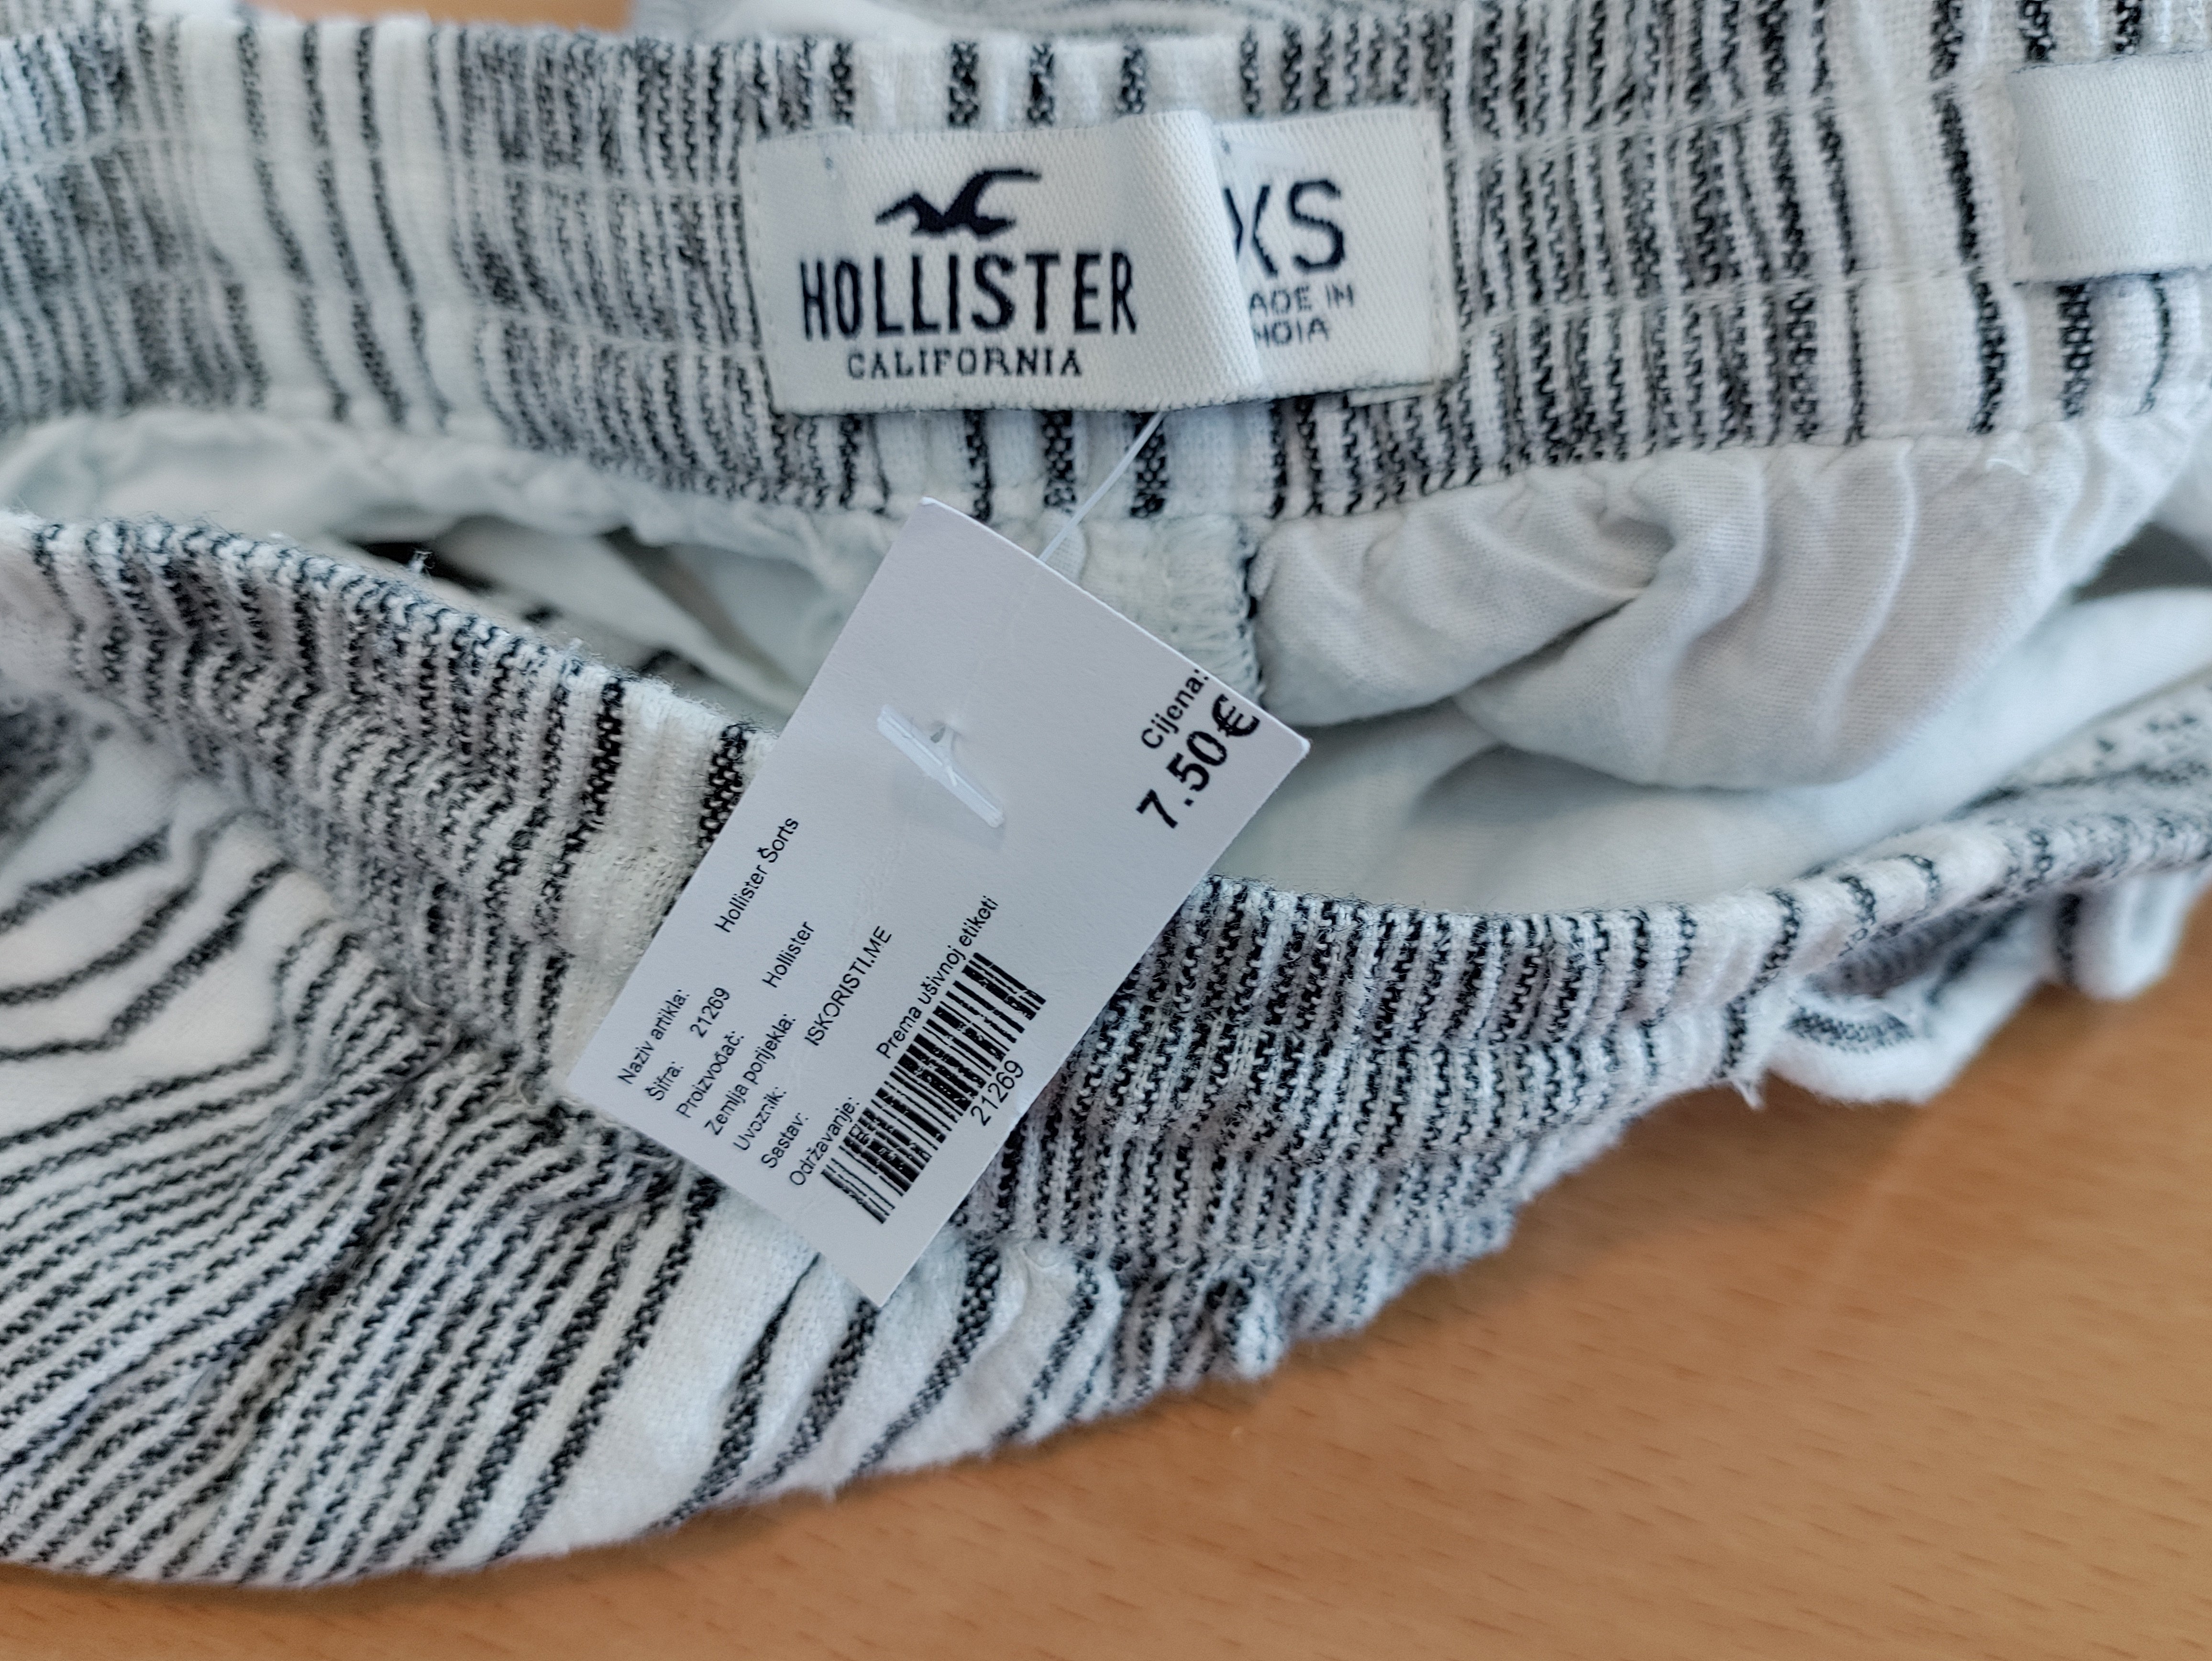 HOLLISTER
CALIFORNIA
XS
ADE IN
NDIA
Cijena:
7.50€
Naziv artikla: Hollister Šorts
Šifra: 21269
Proizvođač: Hollister
Zemlja porijekla:
Uvoznik: ISKORISTI.ME
Sastav:
Održavanje: Prema ušivnoj etiketi
21269